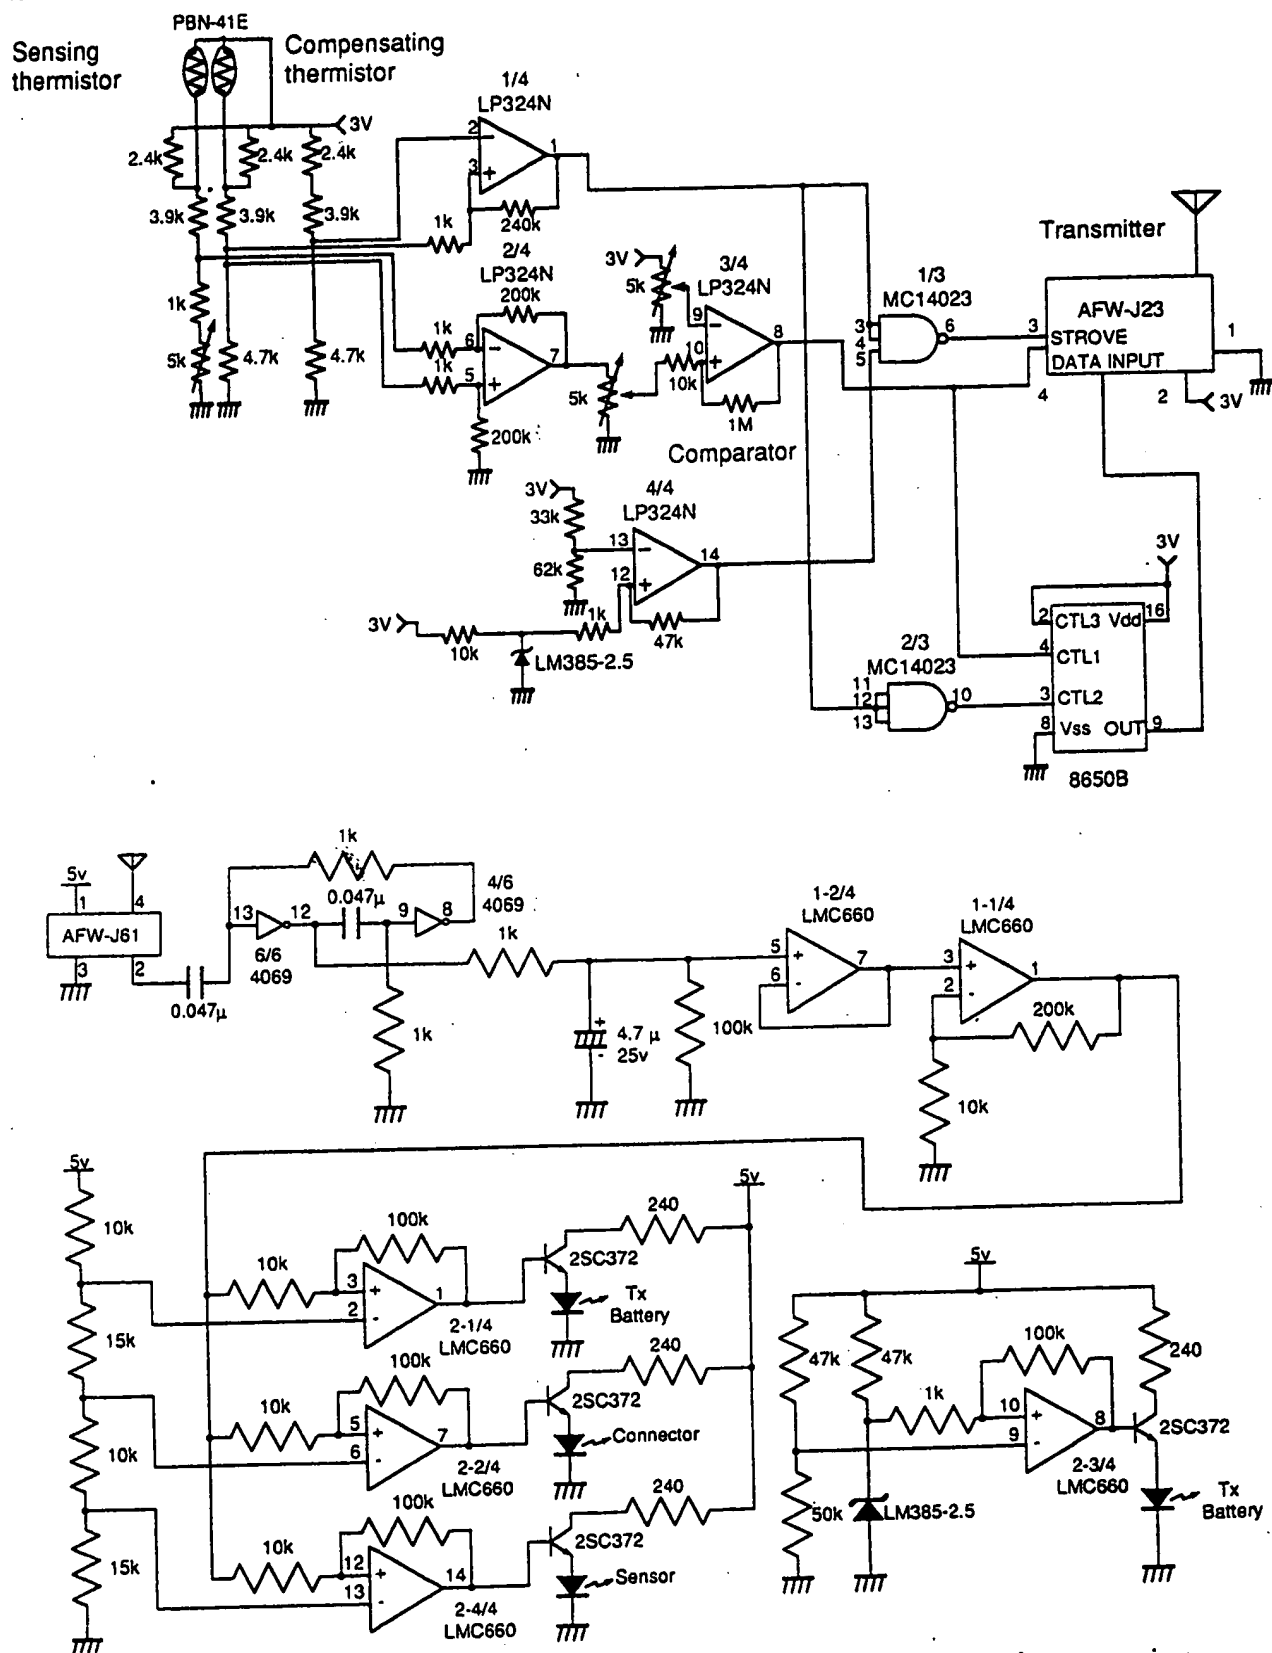 PBN-41E
Sensing
thermistor
Compensating
thermistor
1/4
LP324N
3V
2.4k
2.4k
2.4k
2
3
1
-
+
3.9k
3.9k
3.9k
1k
240k
2/4
LP324N
200k
3V
5k
3/4
LP324N
1k
5k
4.7k
4.7k
1k
1k
6
5
7
-
+
5k
200k
9
10
8
-
+
10k
1M
Comparator
Transmitter
1/3
MC14023
3
4
5
6
3
AFW-J23
STROVE
DATA INPUT
1
4
2
3V
3V
33k
62k
4/4
LP324N
13
12
14
-
+
3V
10k
1k
47k
LM385-2.5
2/3
MC14023
11
12
13
10
3V
2
CTL3
Vdd
16
4
CTL1
3
CTL2
8
Vss
OUT
9
8650B
1k
5v
1
4
AFW-J61
3
2
0.047μ
13
12
6/6
4069
0.047μ
9
8
4/6
4069
1k
1k
+
4.7 μ
-
25v
100k
1-2/4
LMC660
5
6
7
+
-
1-1/4
LMC660
3
2
1
+
-
200k
10k
5v
10k
15k
10k
15k
5v
10k
100k
3
2
1
+
-
2-1/4
LMC660
240
2SC372
Tx
Battery
10k
100k
5
6
7
+
-
2-2/4
LMC660
240
2SC372
Connector
10k
100k
12
13
14
+
-
2-4/4
LMC660
240
2SC372
Sensor
5v
47k
47k
1k
100k
240
10
9
8
+
-
2-3/4
LMC660
2SC372
50k
LM385-2.5
Tx
Battery